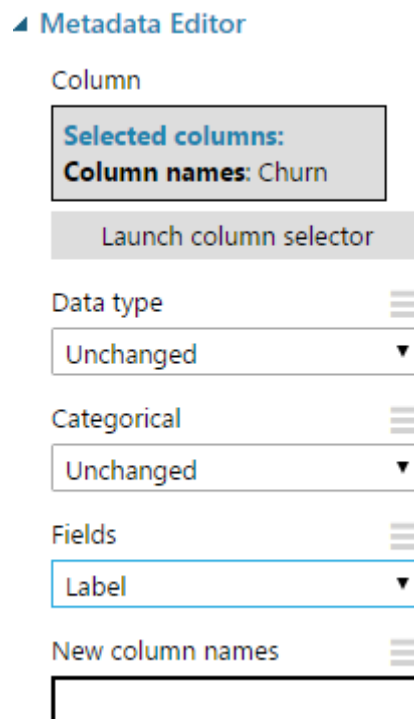 Metadata Editor
Column
Selected columns:
Column names: Churn
Launch column selector
Data type
Unchanged
Categorical
Unchanged
Fields
Label
New column names